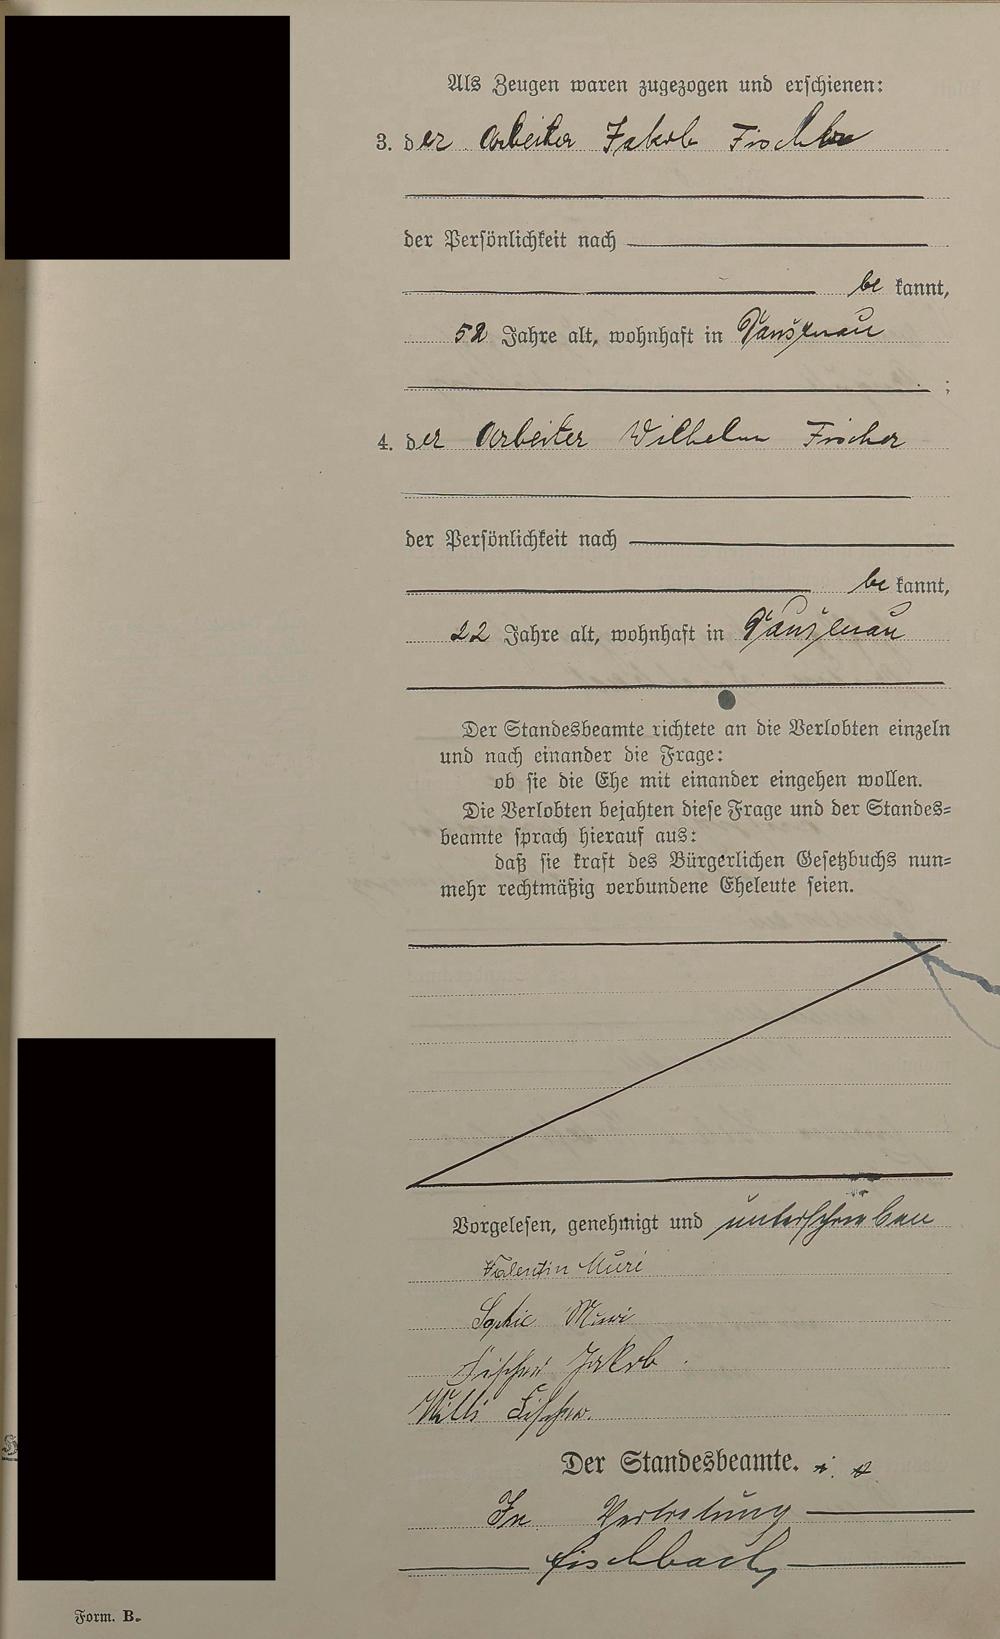 Als Zeugen waren zugezogen und erschienen:
3. der Arbeiter Jakob Fischer
der Persönlichkeit nach
be kannt,
52 Jahre alt, wohnhaft in Dausenau
;
4. der Arbeiter Wilhelm Fischer
der Persönlichkeit nach
be kannt,
22 Jahre alt, wohnhaft in Dausenau
Der Standesbeamte richtete an die Verlobten einzeln
und nach einander die Frage:
ob sie die Ehe mit einander eingehen wollen.
Die Verlobten bejahten diese Frage und der Standes=
beamte sprach hierauf aus:
daß sie kraft des Bürgerlichen Gesetzbuchs nun=
mehr rechtmäßig verbundene Eheleute seien.
Vorgelesen, genehmigt und unterschrieben
Valentin Muri
Sophie Muri
Fischer Jakob.
Willi Fischer.
Der Standesbeamte.
In Vertretung
Fischbach
Form. B.